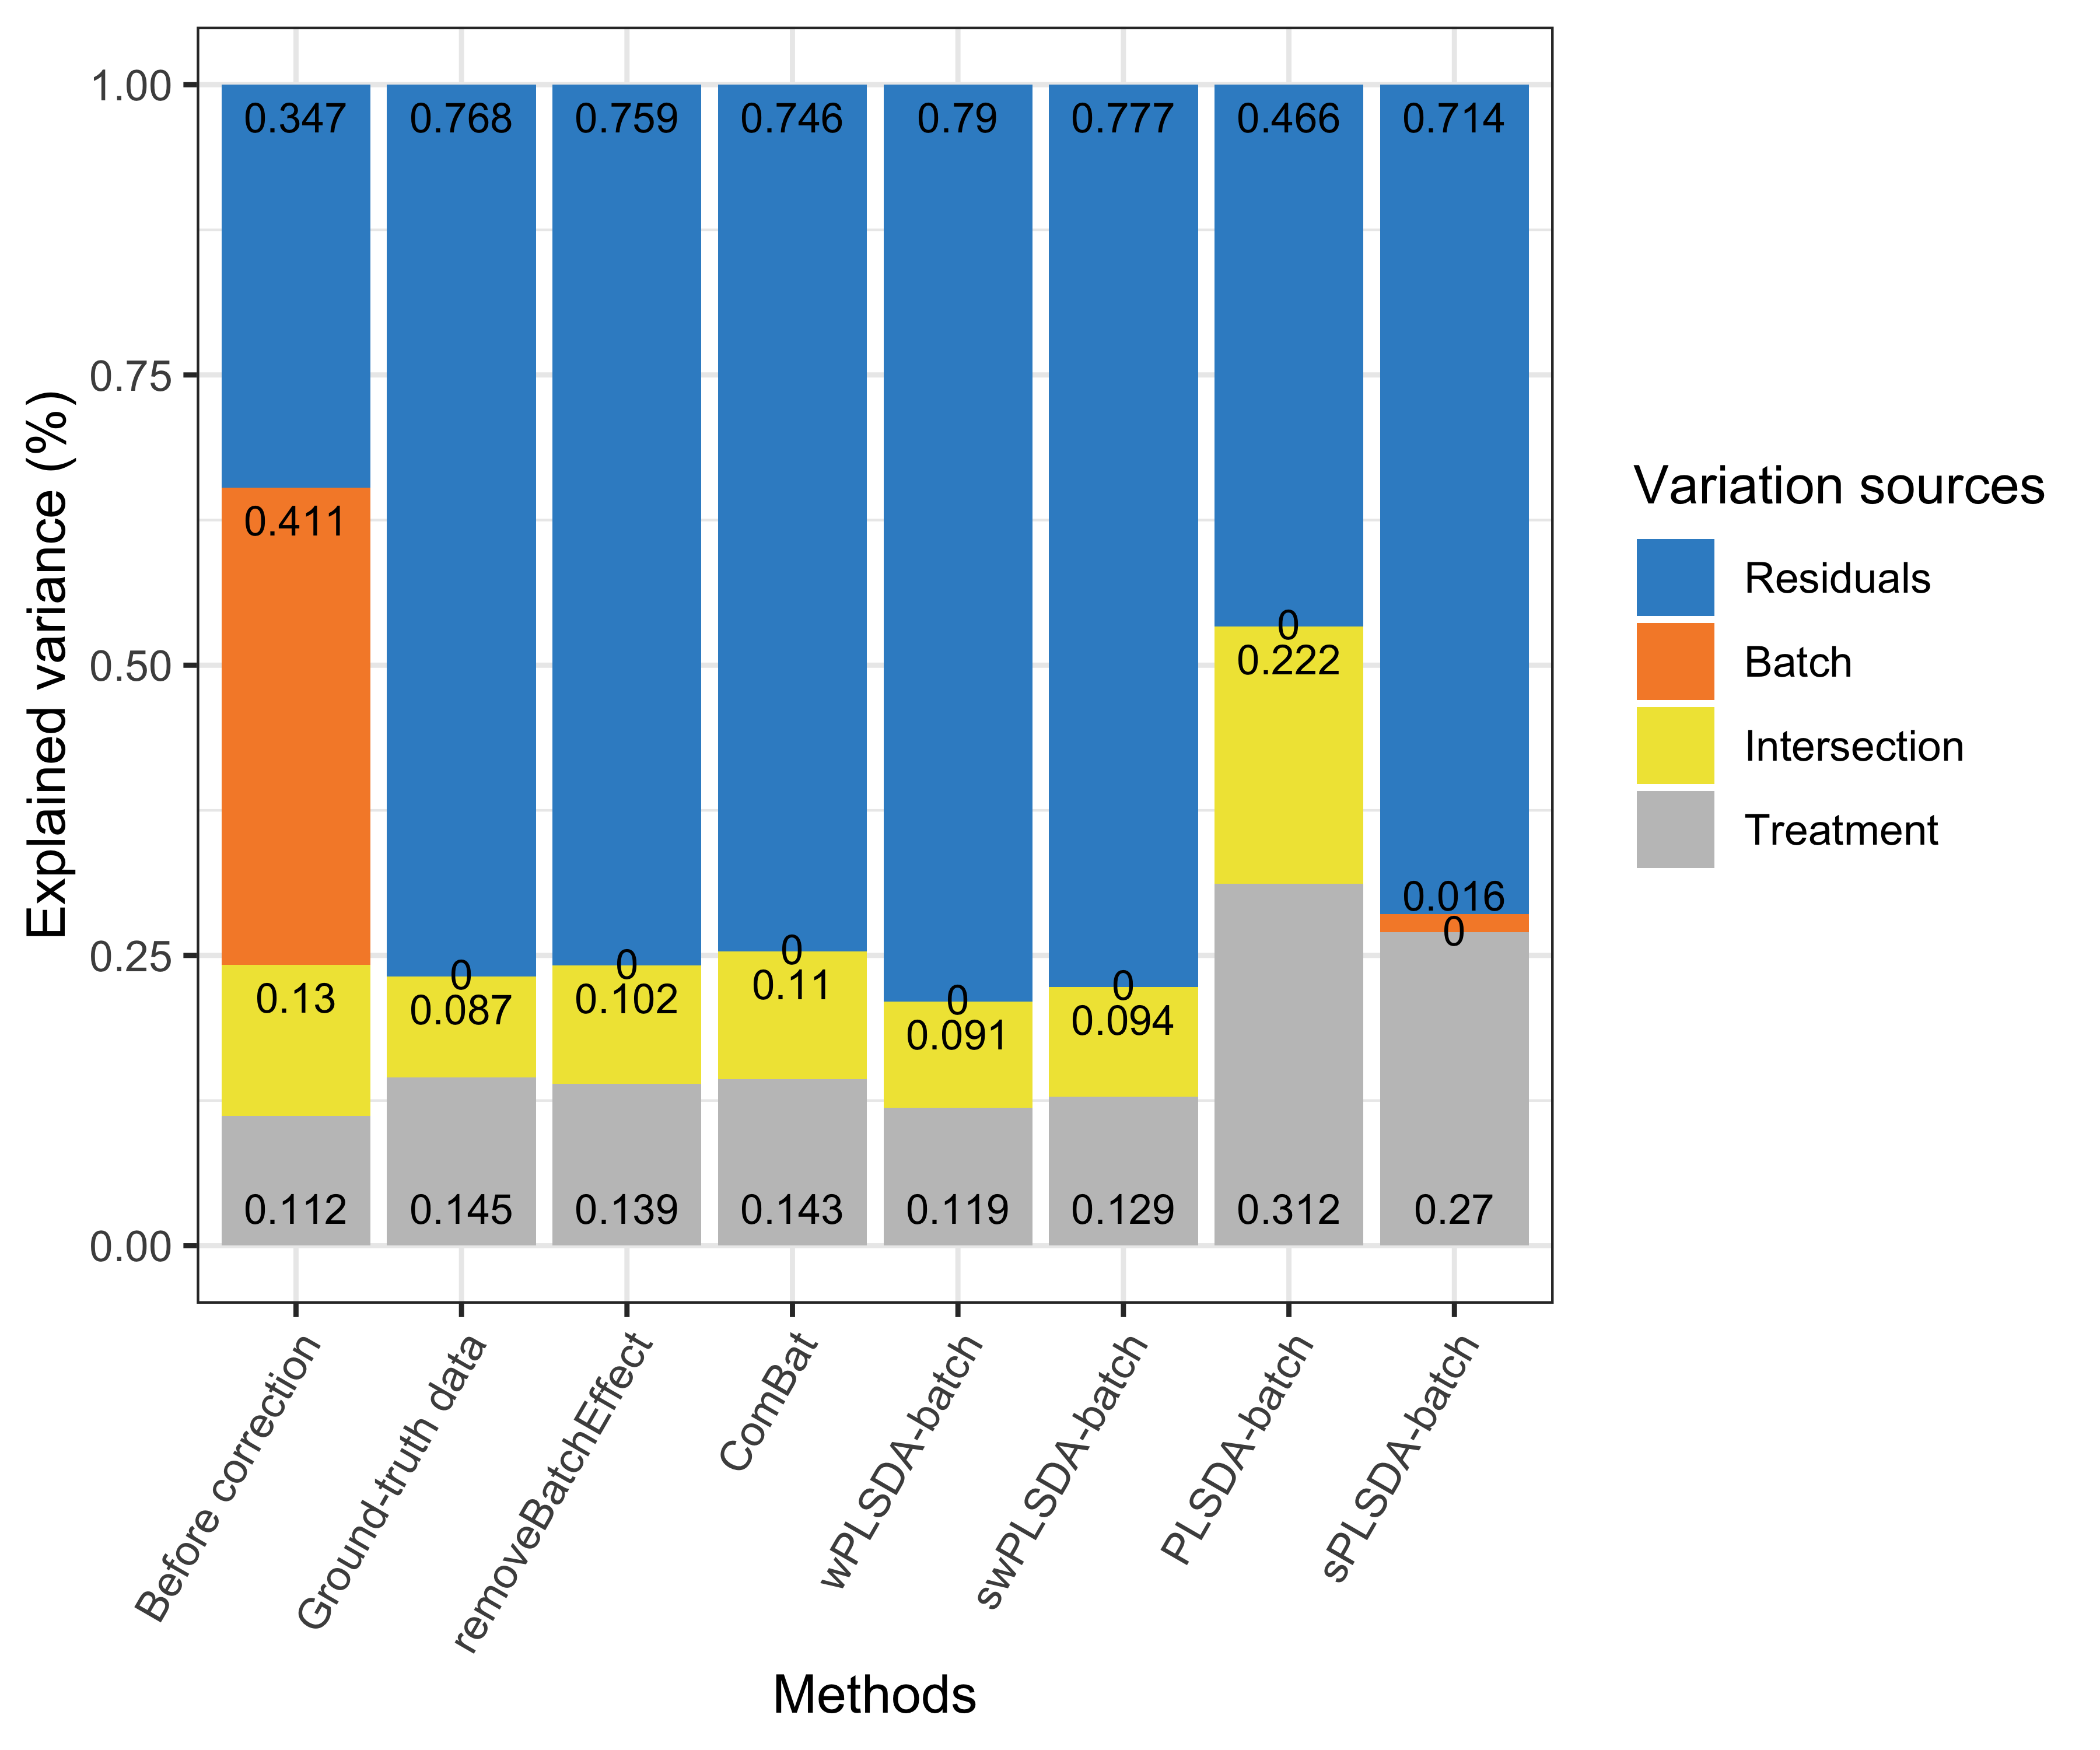 Explained variance (%)
1.00
0.75
0.50
0.25
0.00
0.347 0.768 0.759 0.746 0.79 0.777 0.466 0.714
0.411
0
0.222
0.016
0
0 0 0 0 0
0.13 0.087 0.102 0.11 0.091 0.094
0.112 0.145 0.139 0.143 0.119 0.129 0.312 0.27
Before correction
Ground-truth data
removeBatchEffect
ComBat
wPLSDA-batch
swPLSDA-batch
PLSDA-batch
sPLSDA-batch
Methods
Variation sources
Residuals
Batch
Intersection
Treatment